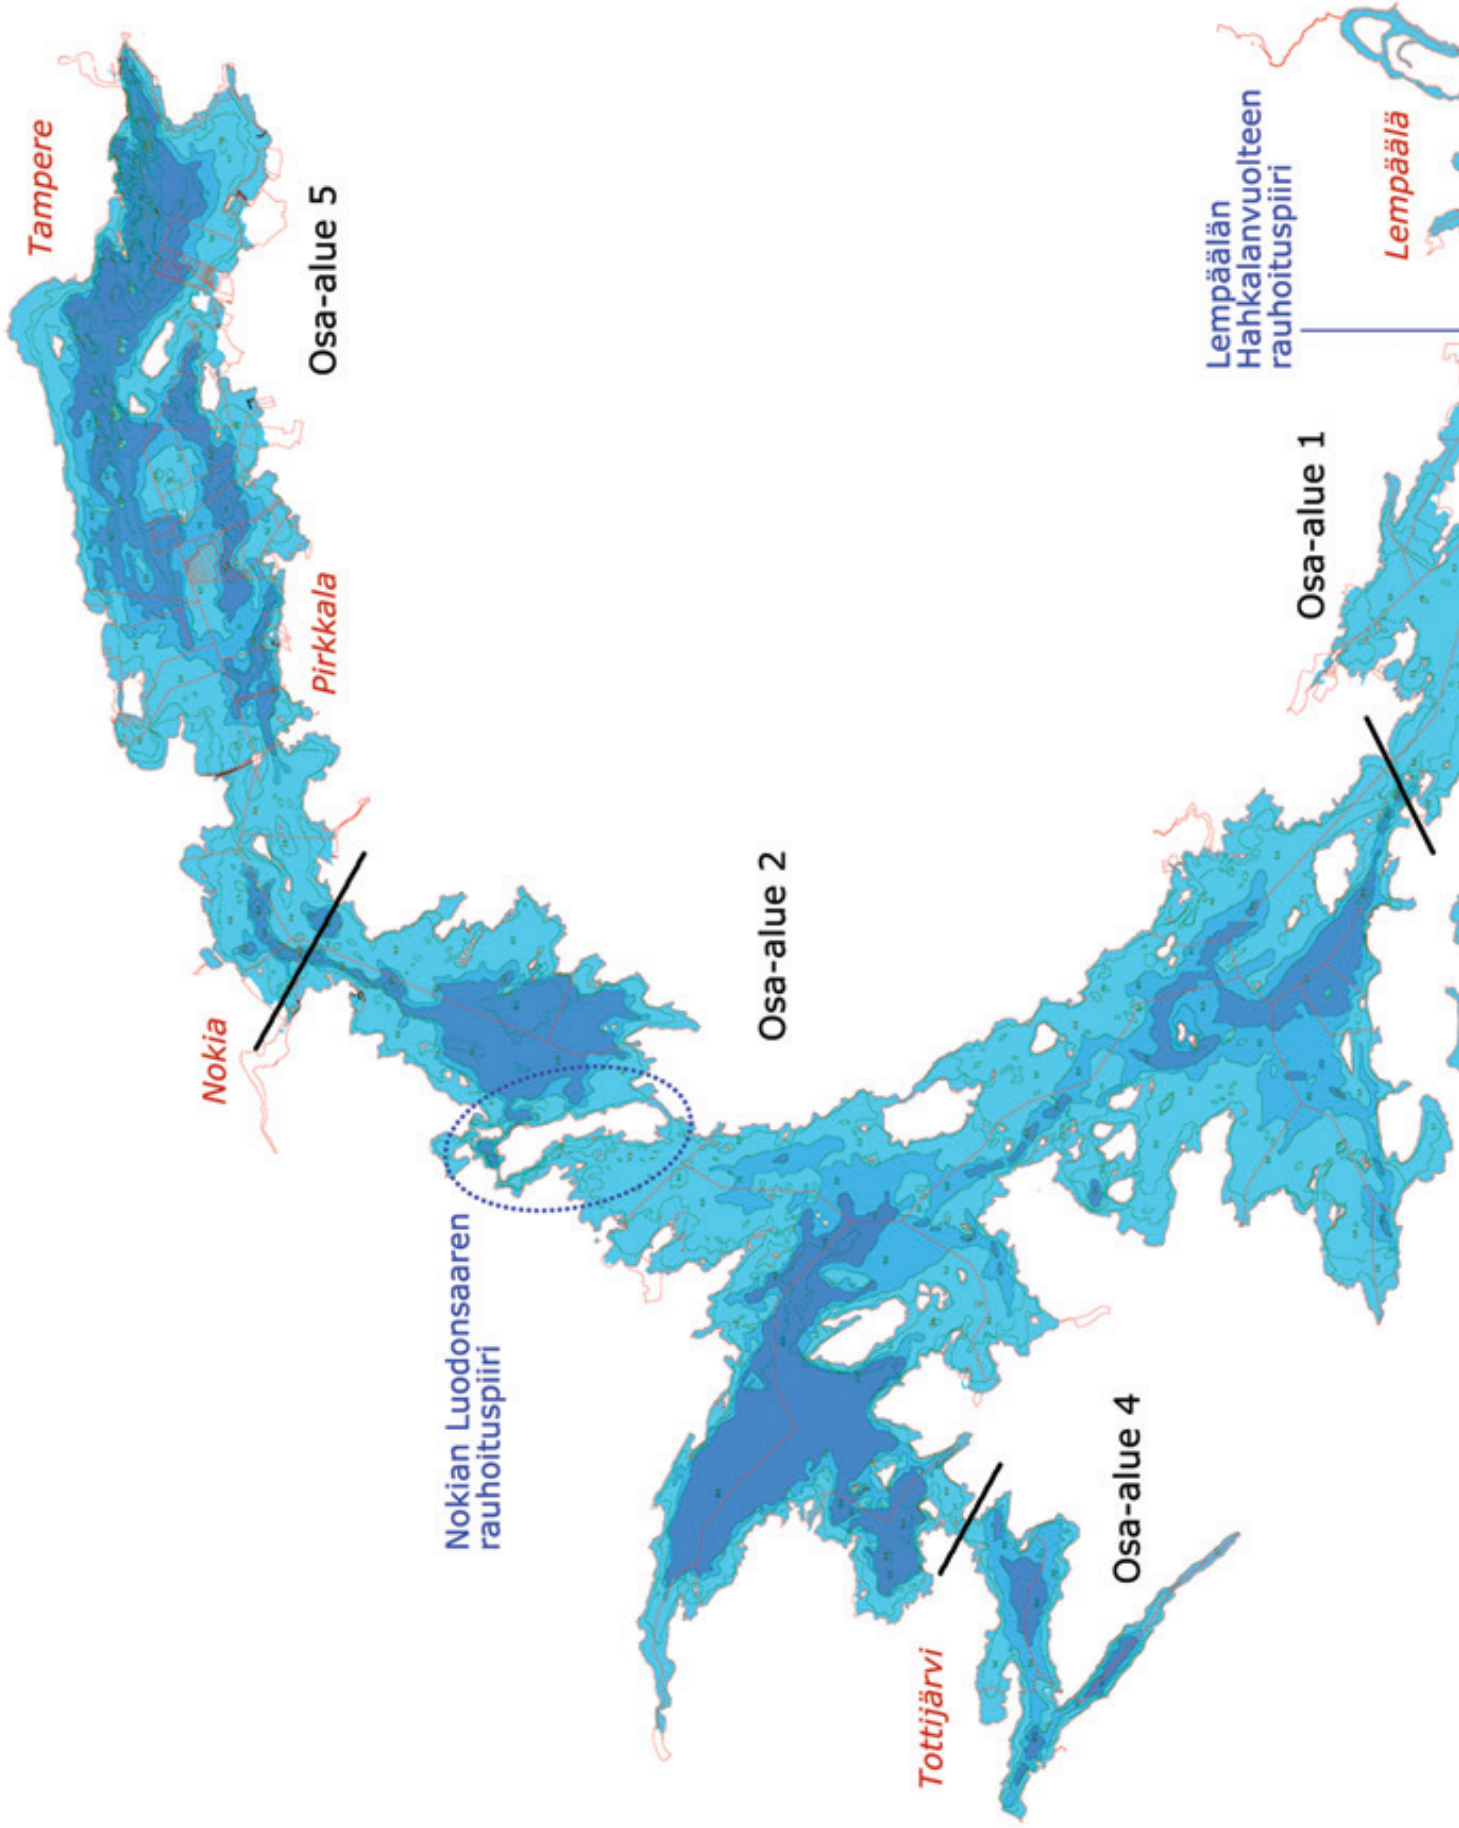 Tampere
Osa-alue 5
Pirkkala
Nokia
Nokian Luodonsaaren
rauhoituspiiri
Osa-alue 2
Tottijärvi
Osa-alue 4
Osa-alue 1
Lempäälän
Hahkalanvuolteen
rauhoituspiiri
Lempäälä